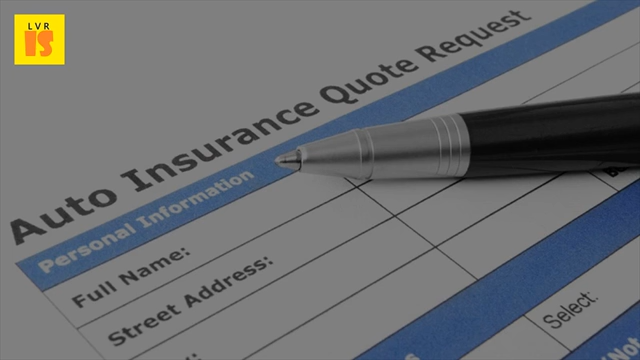 LVR
IS
Auto Insurance Quote Request
Personal Information
Full Name:
Street Address:
Select: